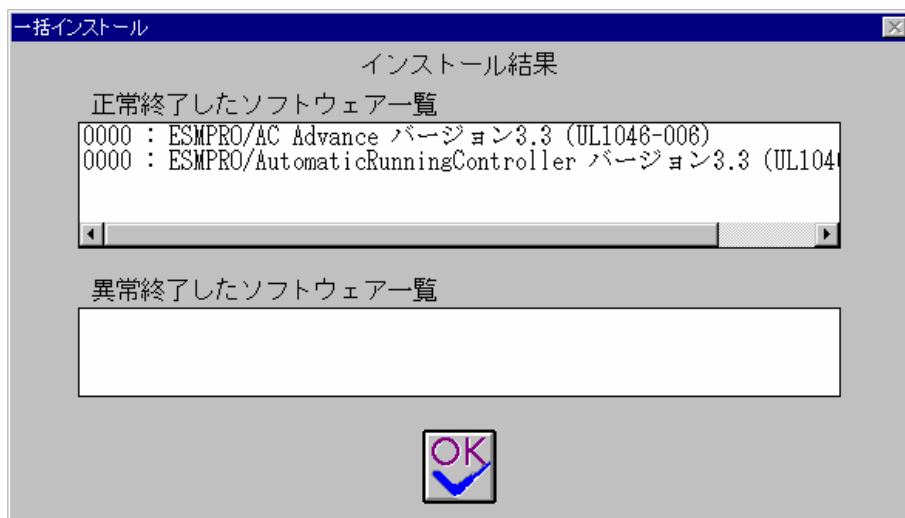 一括インストール
インストール結果
正常終了したソフトウェア一覧
0000 : ESMPRO/AC Advance バージョン3.3 (UL1046-006)
0000 : ESMPRO/AutomaticRunningController バージョン3.3 (UL104
異常終了したソフトウェア一覧
OK